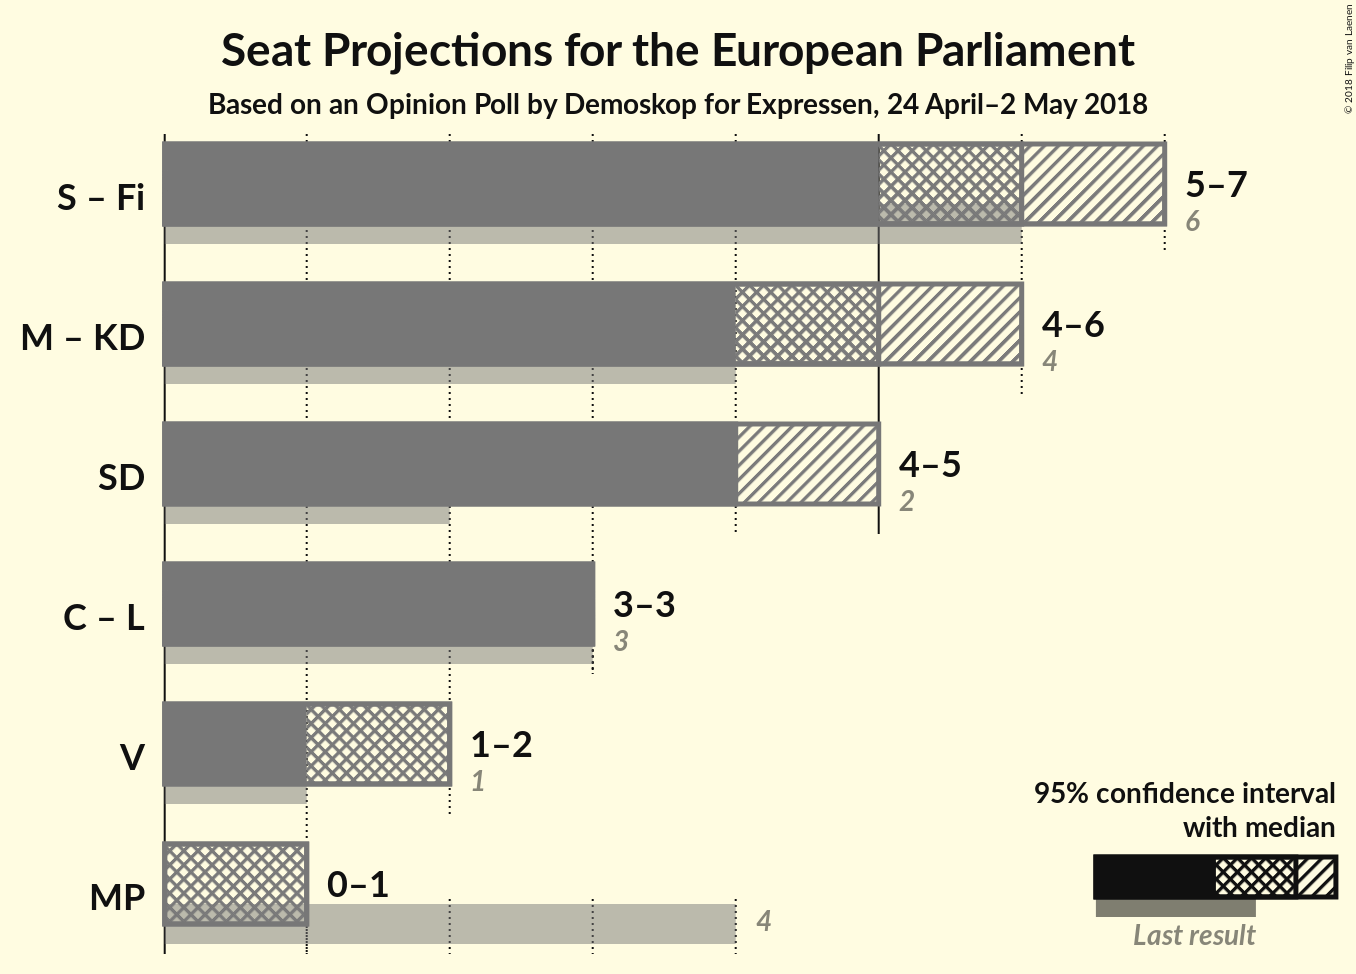 Seat Projections for the European Parliament
Based on an Opinion Poll by Demoskop for Expressen, 24 April–2 May 2018
© 2018 Filip van Laenen
S – Fi
5–7
6
M – KD
4–6
4
SD
4–5
2
C – L
3–3
3
V
1–2
1
MP
0–1
4
95% confidence interval
with median
Last result